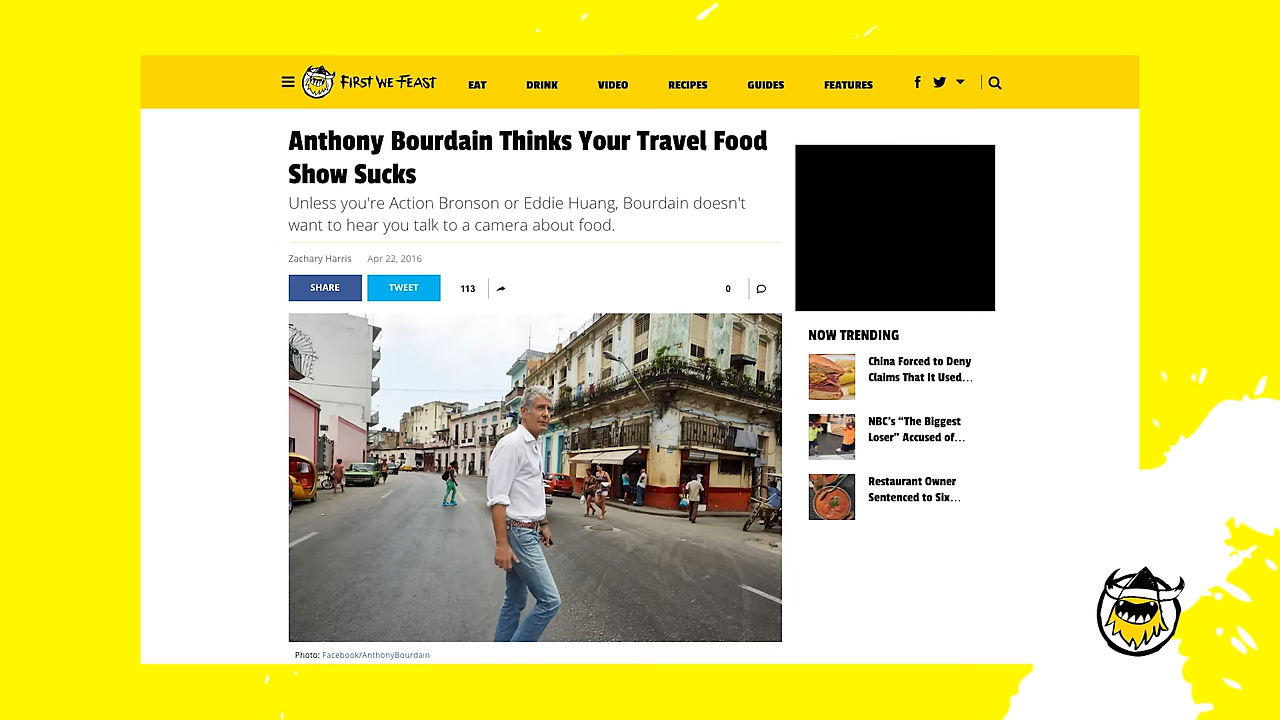 FIRST WE FEAST
EAT
DRINK
VIDEO
RECIPES
GUIDES
FEATURES
Anthony Bourdain Thinks Your Travel Food
Show Sucks
Unless you're Action Bronson or Eddie Huang, Bourdain doesn't
want to hear you talk to a camera about food.
Zachary Harris
Apr 22, 2016
SHARE
TWEET
113
0
Photo: Facebook/AnthonyBourdain
NOW TRENDING
China Forced to Deny
Claims That It Used...
NBC's “The Biggest
Loser” Accused of...
Restaurant Owner
Sentenced to Six...